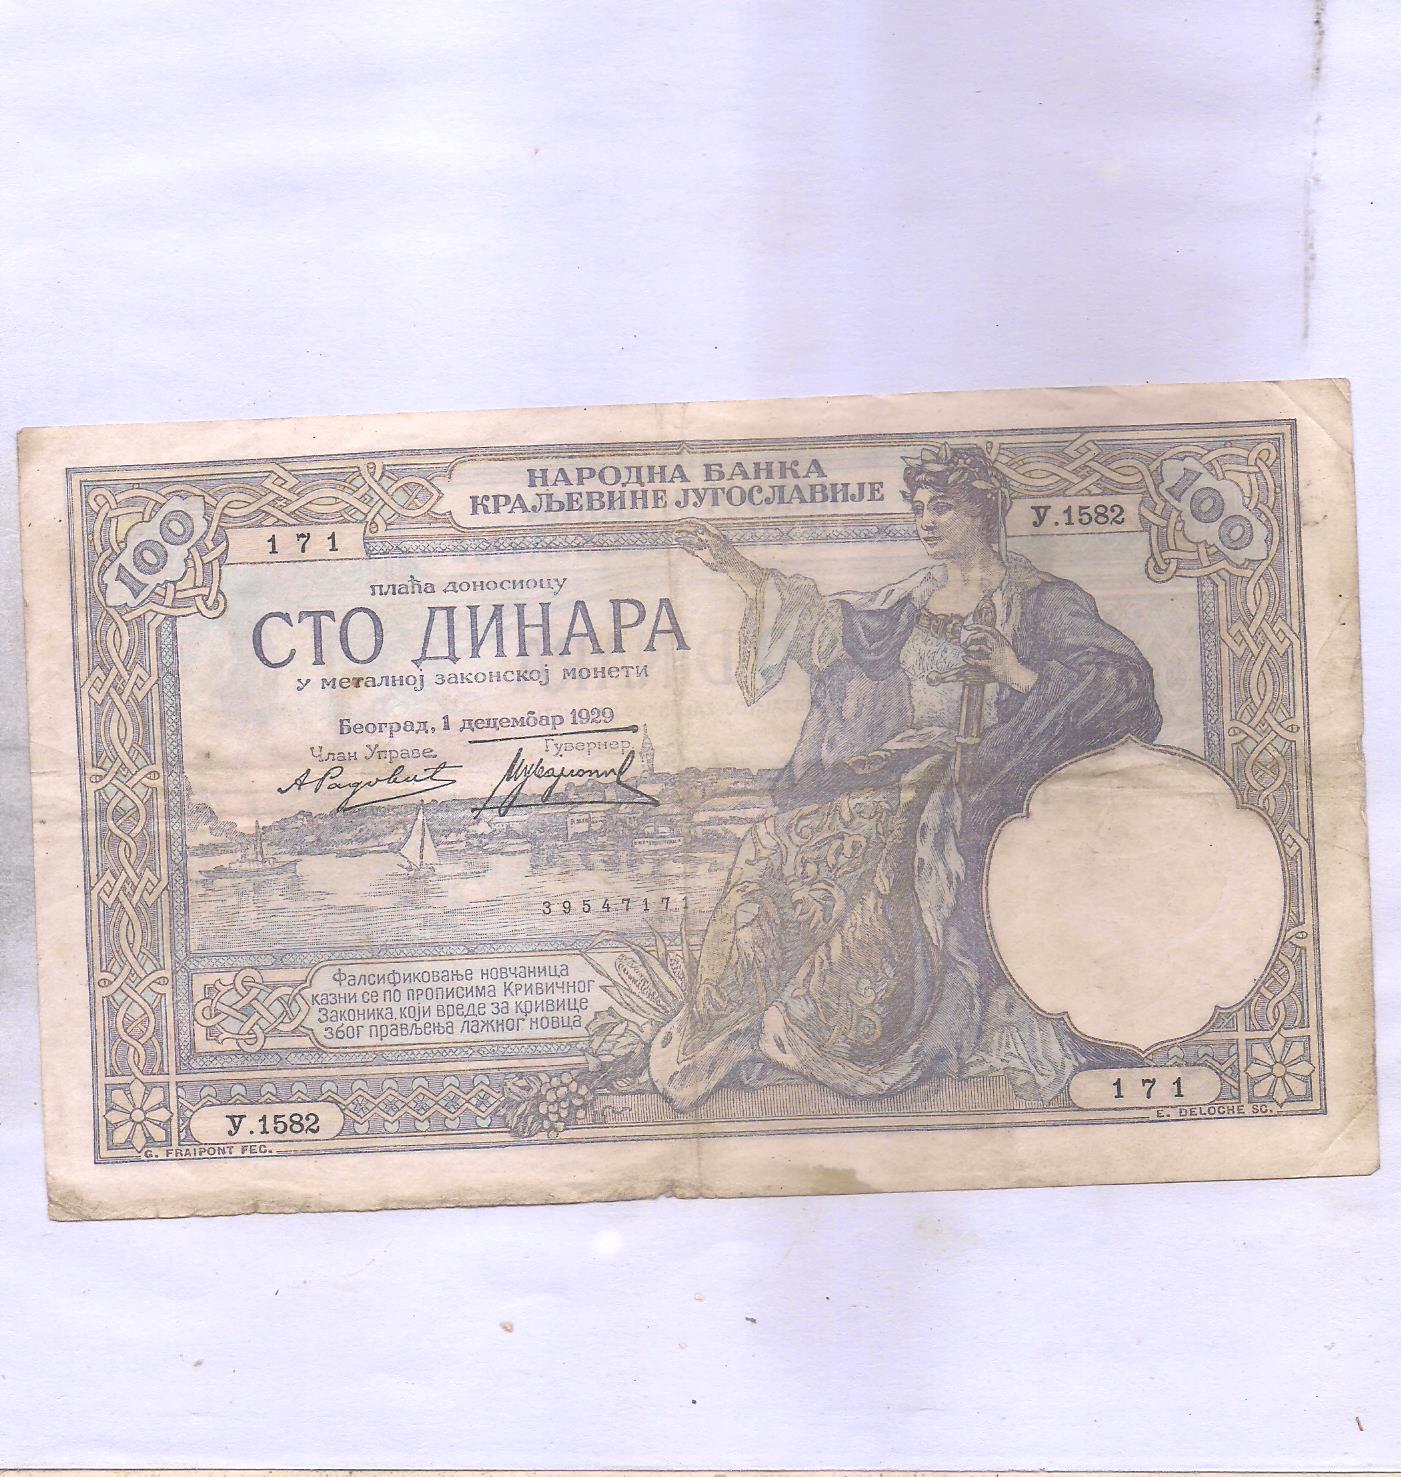 НАРОДНА БАНКА
КРАЉЕВИНЕ ЈУГОСЛАВИЈЕ
100
171
У.1582
100
плаћа доносиоцу
СТО ДИНАРА
у металној законској монети
Београд, 1 децембар 1929
Члан Управе
Гувернер
А Радовић
39547171
Фалсификовање новчаница
казни се по прописима Кривичног
Законика, који вреде за кривице
због прављења лажног новца
У.1582
171
G. FRAIPONT FEC.
E. DELOCHE SC.